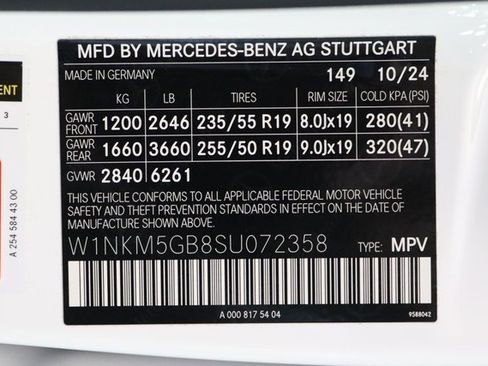 MFD BY MERCEDES-BENZ AG STUTTGART
MADE IN GERMANY 149 10/24
KG LB TIRES RIM SIZE COLD KPA(PSI)
GAWR FRONT 1200 2646 235/55 R19 8.0Jx19 280(41)
GAWR REAR 1660 3660 255/50 R19 9.0Jx19 320(47)
GVWR 2840 6261
THIS VEHICLE CONFORMS TO ALL APPLICABLE FEDERAL MOTOR VEHICLE
SAFETY AND THEFT PREVENTION STANDARDS IN EFFECT ON THE DATE OF
MANUFACTURE SHOWN ABOVE.
W1NKM5GB8SU072358 TYPE: MPV
A 000 817 54 04 9588042
ENT
3
A 254 584 43 00